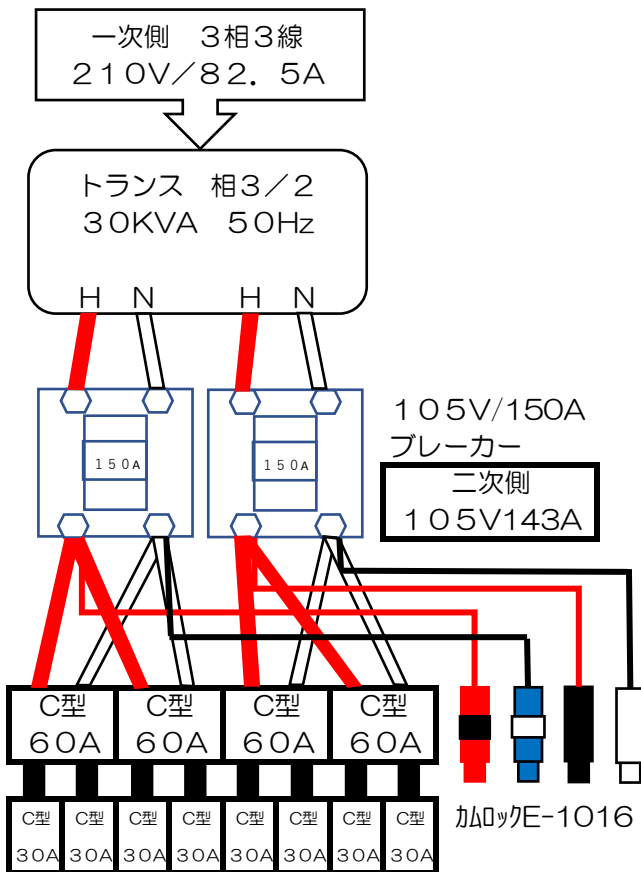 一次側　３相３線
２１０Ｖ／８２．５Ａ
トランス　相３／２
３０ＫＶＡ　５０Ｈｚ
Ｈ　Ｎ　Ｈ　Ｎ
１５０Ａ　１５０Ａ
１０５Ｖ/150Ａ
ブレーカー
二次側
１０５Ｖ143Ａ
Ｃ型　Ｃ型　Ｃ型　Ｃ型
６０Ａ　６０Ａ　６０Ａ　６０Ａ
Ｃ型　Ｃ型　Ｃ型　Ｃ型　Ｃ型　Ｃ型　Ｃ型　Ｃ型
30Ａ　30Ａ　30Ａ　30Ａ　30Ａ　30Ａ　30Ａ　30Ａ
ｶﾑﾛｯｸE-1016